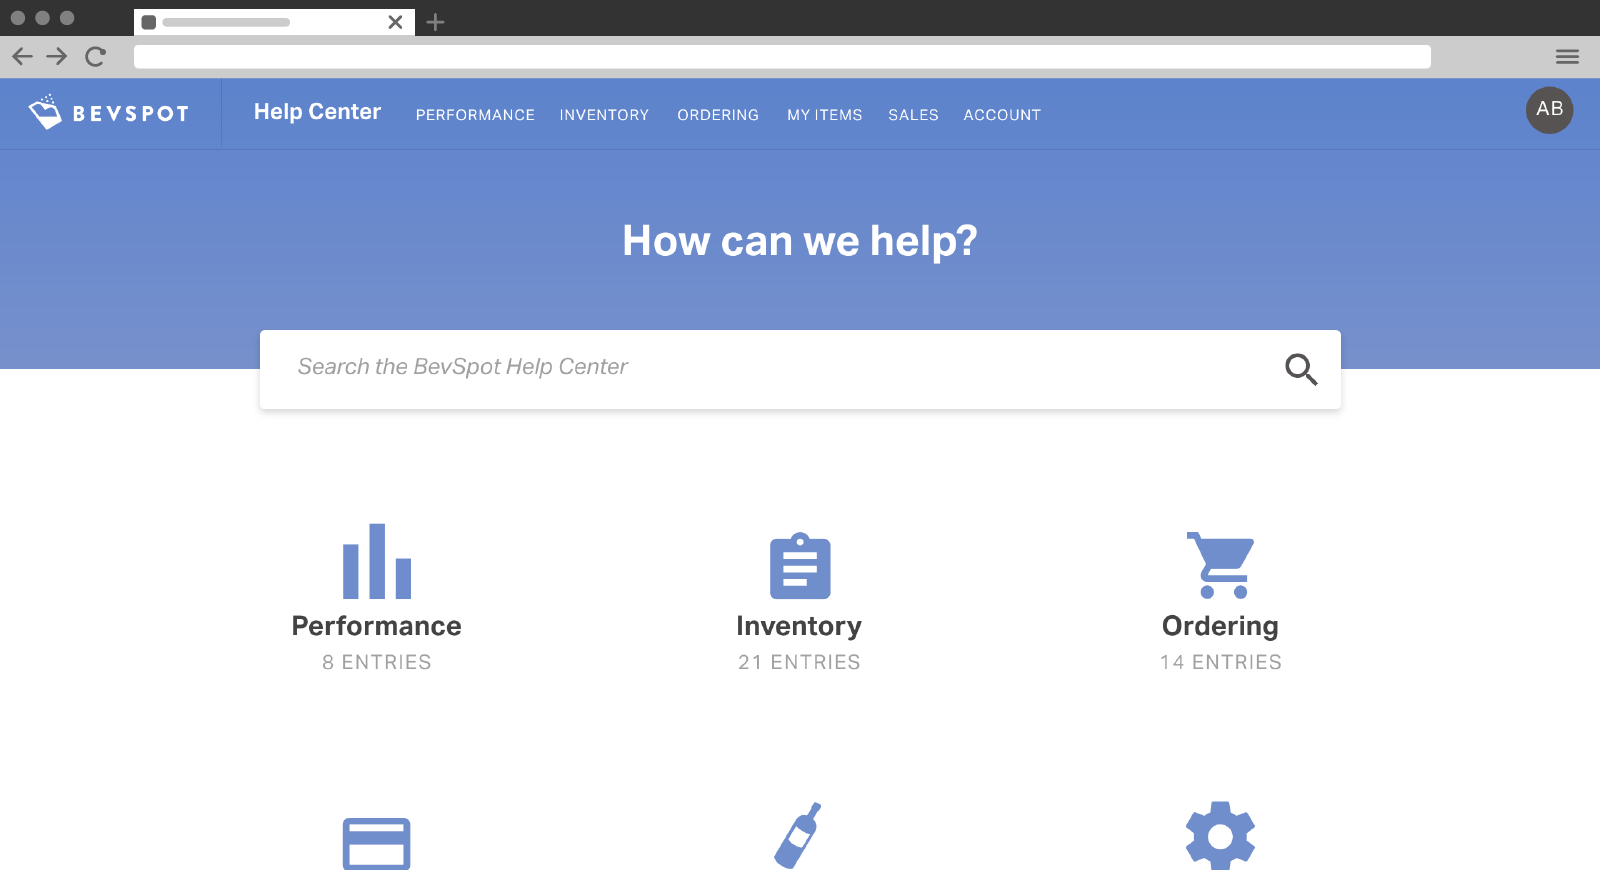 BEVSPOT
Help Center
PERFORMANCE
INVENTORY
ORDERING
MY ITEMS
SALES
ACCOUNT
AB
How can we help?
Search the BevSpot Help Center
Performance
8 ENTRIES
Inventory
21 ENTRIES
Ordering
14 ENTRIES